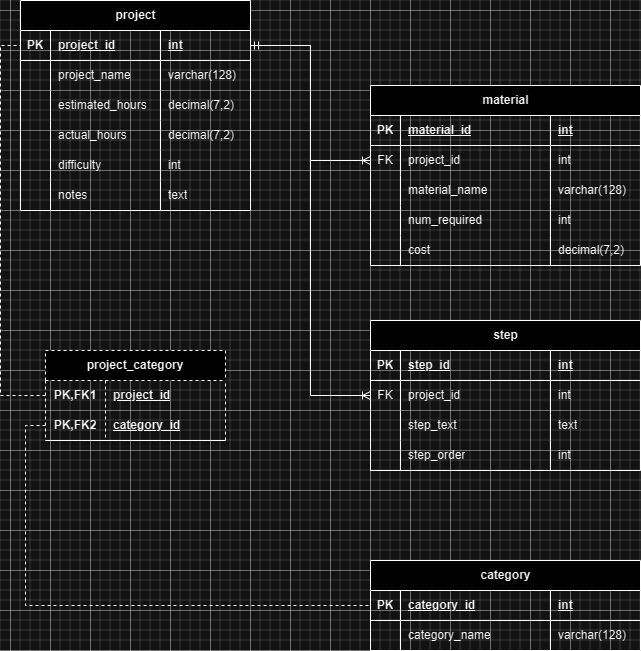 project
PK project_id int
project_name varchar(128)
estimated_hours decimal(7,2)
actual_hours decimal(7,2)
difficulty int
notes text
material
PK material_id int
FK project_id int
material_name varchar(128)
num_required int
cost decimal(7,2)
step
PK step_id int
FK project_id int
step_text text
step_order int
project_category
PK,FK1 project_id
PK,FK2 category_id
category
PK category_id int
category_name varchar(128)